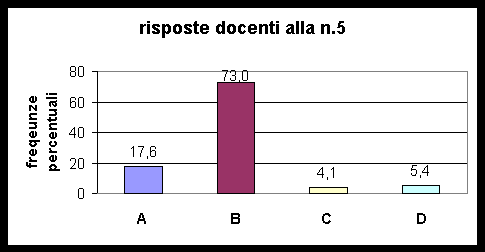 risposte docenti alla n.5
freqeunze
percentuali
80
60
40
20
0
17,6
73,0
4,1
5,4
A B C D